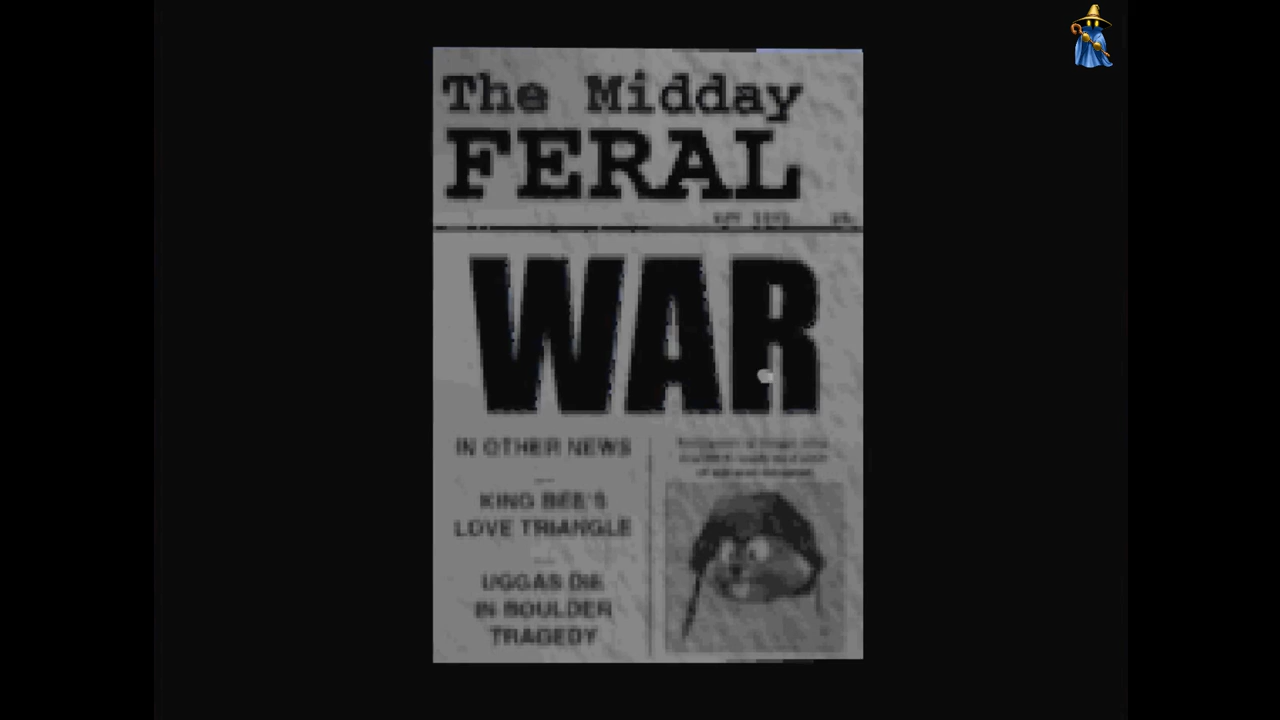 The Midday
FERAL
WAR
IN OTHER NEWS
KING BEE'S
LOVE TRIANGLE
UGGAS DIE
IN BOULDER
TRAGEDY